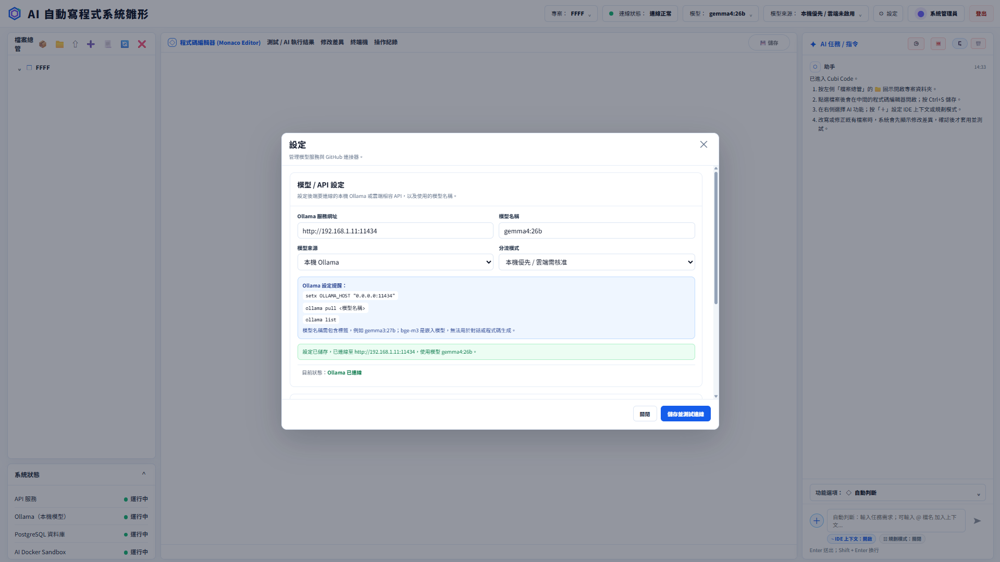 AI 自動寫程式系統雛形
專案： FFFF
連線狀態： 連線正常
模型： gemma4:26b
模型來源： 本機優先 / 雲端未啟用
設定
系統管理員
登出
檔案總管
FFFF
系統狀態
API 服務 運行中
Ollama（本機模型） 運行中
PostgreSQL 資料庫 運行中
AI Docker Sandbox 運行中
程式碼編輯器 (Monaco Editor) 測試 / AI 執行結果 修改差異 終端機 操作紀錄
儲存
設定
管理模型服務與 GitHub 連接器。
模型 / API 設定
設定後端要連線的本機 Ollama 或雲端相容 API，以及使用的模型名稱。
Ollama 服務網址
http://192.168.1.11:11434
模型名稱
gemma4:26b
模型來源
本機 Ollama
分流模式
本機優先 / 雲端需核准
Ollama 設定提醒：
setx OLLAMA_HOST "0.0.0.0:11434"
ollama pull <模型名稱>
ollama list
模型名稱需包含標籤，例如 gemma3:27b；bge-m3 是嵌入模型，無法用於對話或程式碼生成。
設定已儲存，已連線至 http://192.168.1.11:11434，使用模型 gemma4:26b。
目前狀態：Ollama 已連線
關閉
儲存並測試連線
AI 任務 / 指令
助手 14:33
已進入 Cubi Code。
1. 按左側「檔案總管」的 圖示開啟專案資料夾。
2. 點選檔案後會在中間的程式碼編輯器開啟；按 Ctrl+S 儲存。
3. 在右側選擇 AI 功能；按「＋」設定 IDE 上下文或規劃模式。
4. 改寫或修正既有檔案時，系統會先顯示修改差異，確認後才套用並測
試。
功能選項： ◇ 自動判斷
自動判斷：輸入任務需求；可輸入 @ 檔名 加入上下
文...
IDE 上下文：開啟
規劃模式：關閉
Enter 送出；Shift + Enter 換行